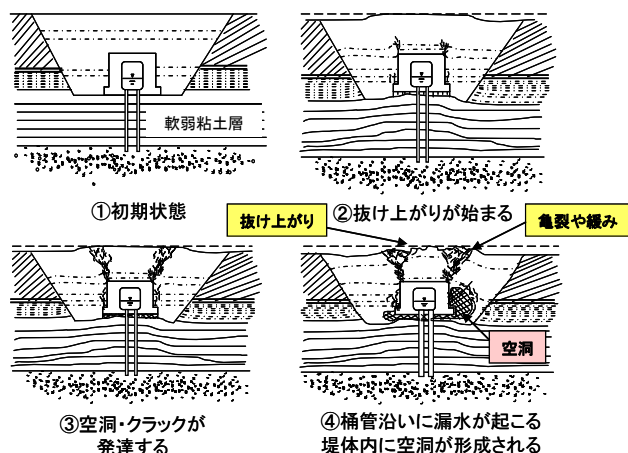 軟弱粘土層
①初期状態
②抜け上がりが始まる
抜け上がり
亀裂や緩み
空洞
③空洞・クラックが
発達する
④樋管沿いに漏水が起こる
堤体内に空洞が形成される